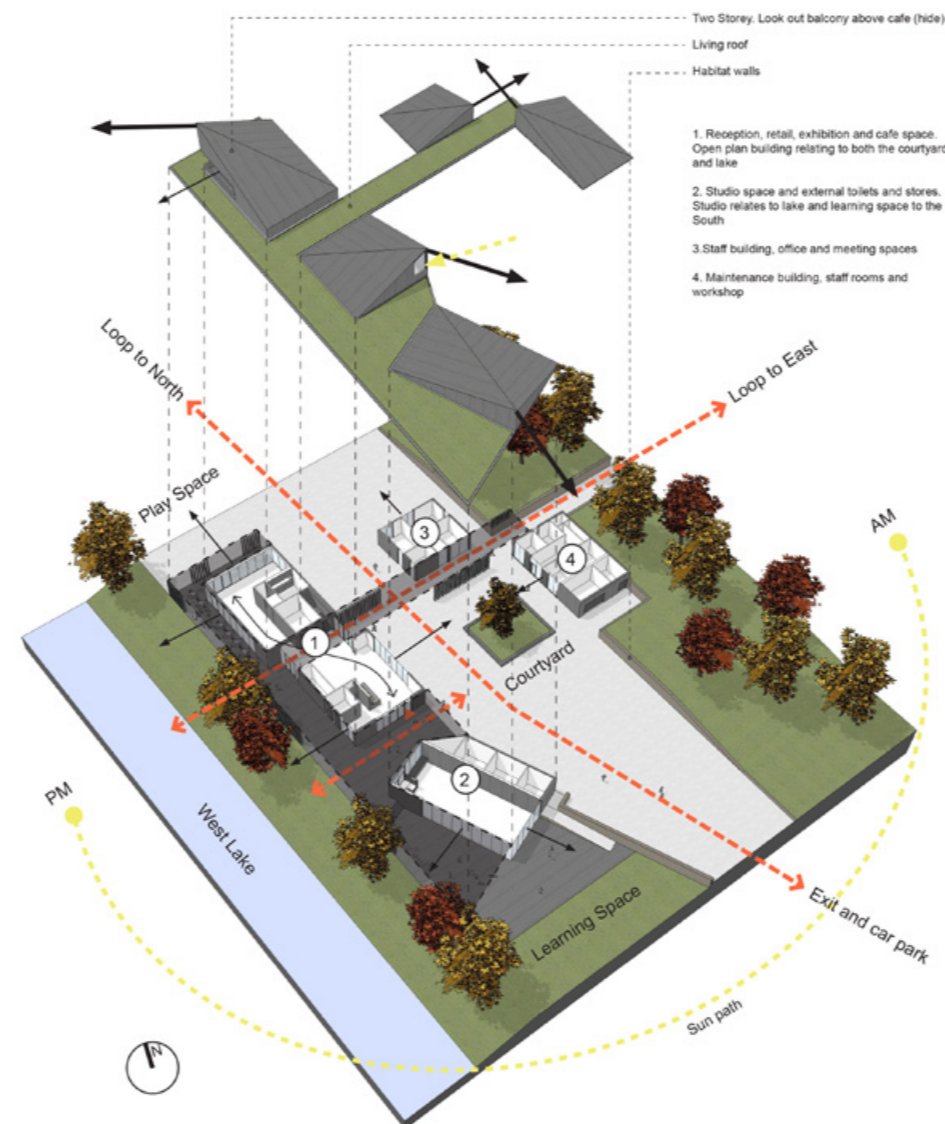 Two Storey. Look out balcony above cafe (hide)
Living roof
Habitat walls
1. Reception, retail, exhibition and cafe space.
Open plan building relating to both the courtyard
and lake
2. Studio space and external toilets and stores.
Studio relates to lake and learning space to the
South
3.Staff building, office and meeting spaces
4. Maintenance building, staff rooms and
workshop
Loop to North
Loop to East
Play Space
AM
3
4
1
Courtyard
2
PM
West Lake
Learning Space
Exit and car park
Sun path
N